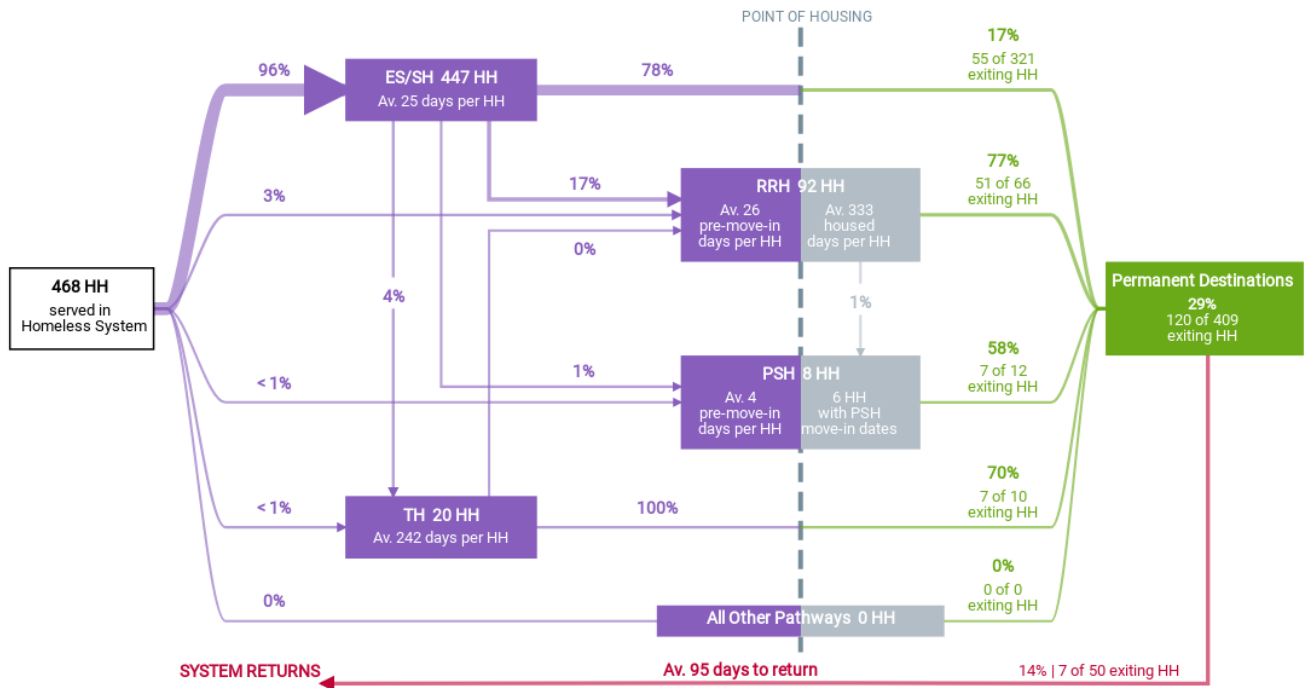 POINT OF HOUSING
96%
ES/SH 447 HH
Av. 25 days per HH
78%
17%
55 of 321
exiting HH
3%
17%
0%
RRH 92 HH
Av. 26
pre-move-in
days per HH
Av. 333
housed
days per HH
77%
51 of 66
exiting HH
468 HH
served in
Homeless System
4%
1%
Permanent Destinations
29%
120 of 409
exiting HH
< 1%
1%
PSH 8 HH
Av. 4
pre-move-in
days per HH
6 HH
with PSH
move-in dates
58%
7 of 12
exiting HH
< 1%
TH 20 HH
Av. 242 days per HH
100%
70%
7 of 10
exiting HH
0%
All Other Pathways 0 HH
0%
0 of 0
exiting HH
SYSTEM RETURNS
Av. 95 days to return
14% | 7 of 50 exiting HH